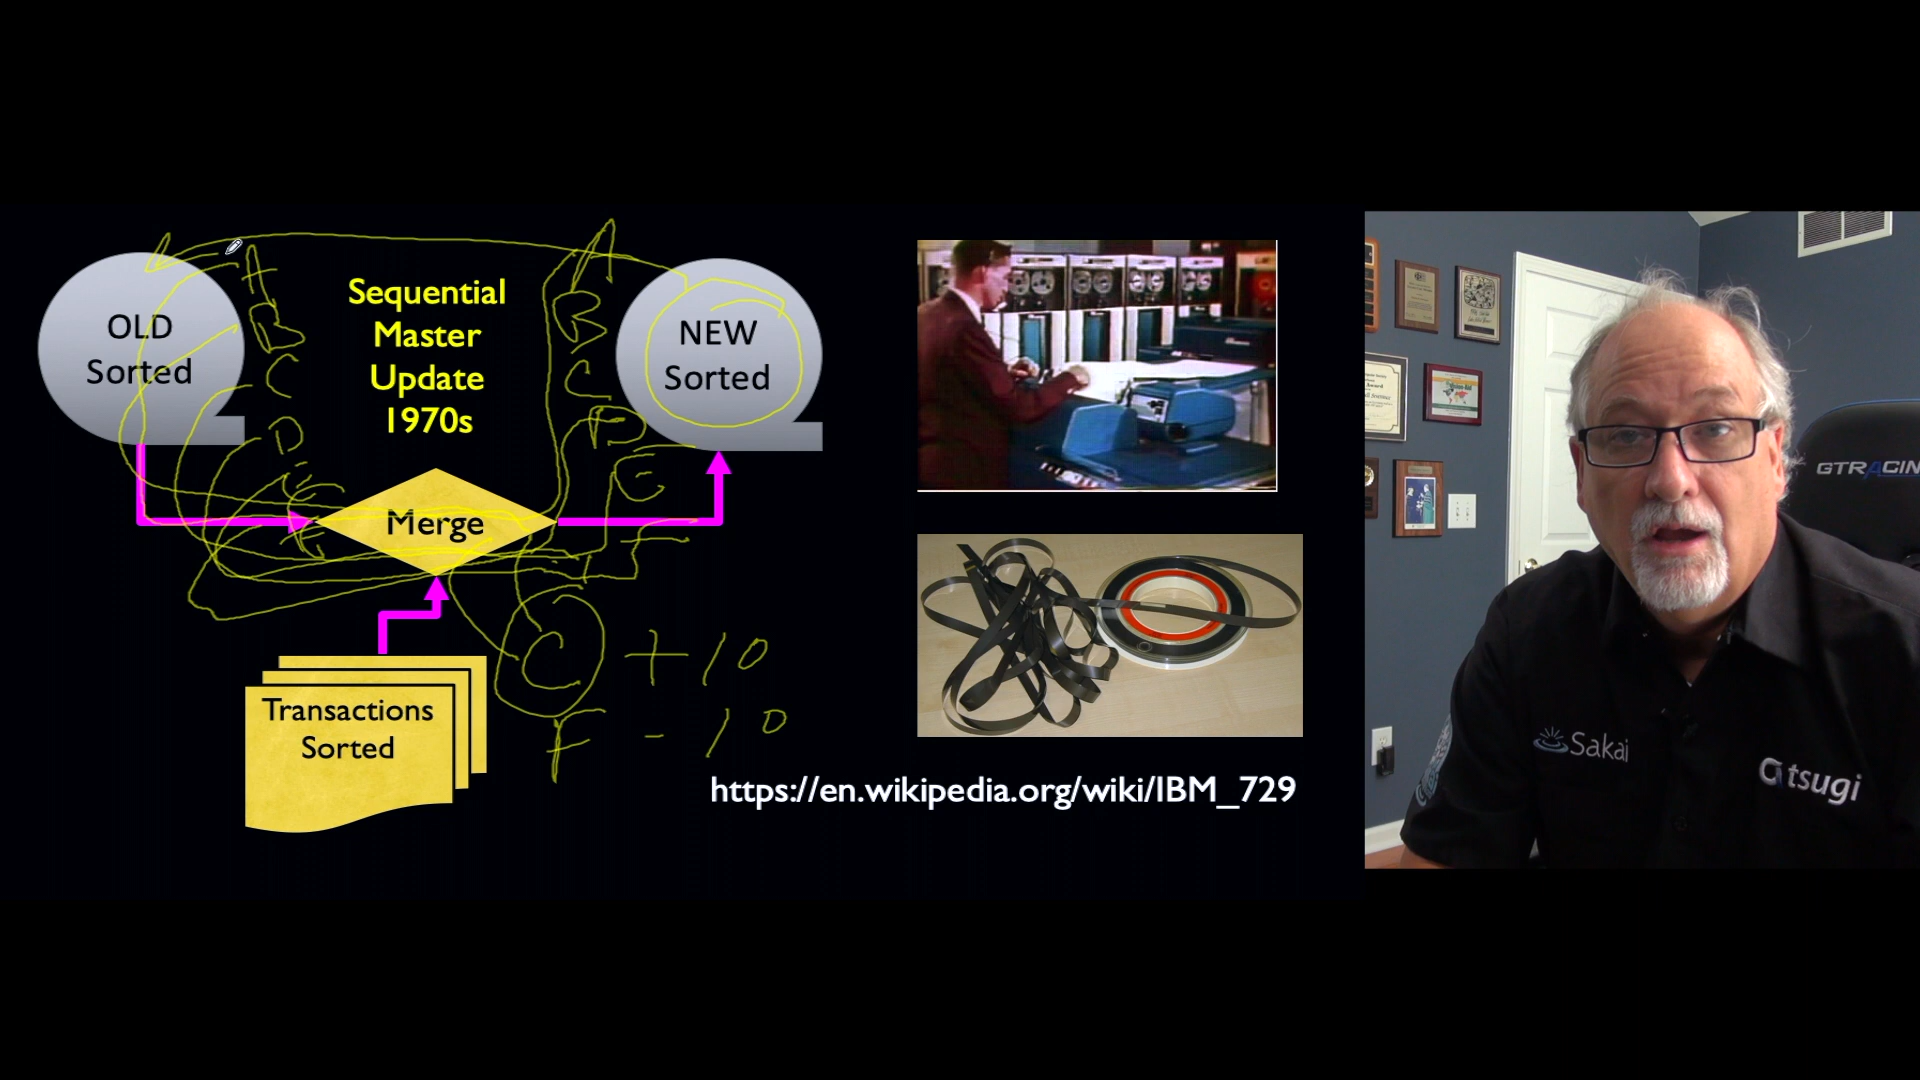 OLD
Sorted
Sequential
Master
Update
1970s
NEW
Sorted
A
B
C
D
E
F
A
B
C
D
E
F
Merge
Transactions
Sorted
C + 10
F - 10
https://en.wikipedia.org/wiki/IBM_729
GTRACIN
Sakai
tsugi